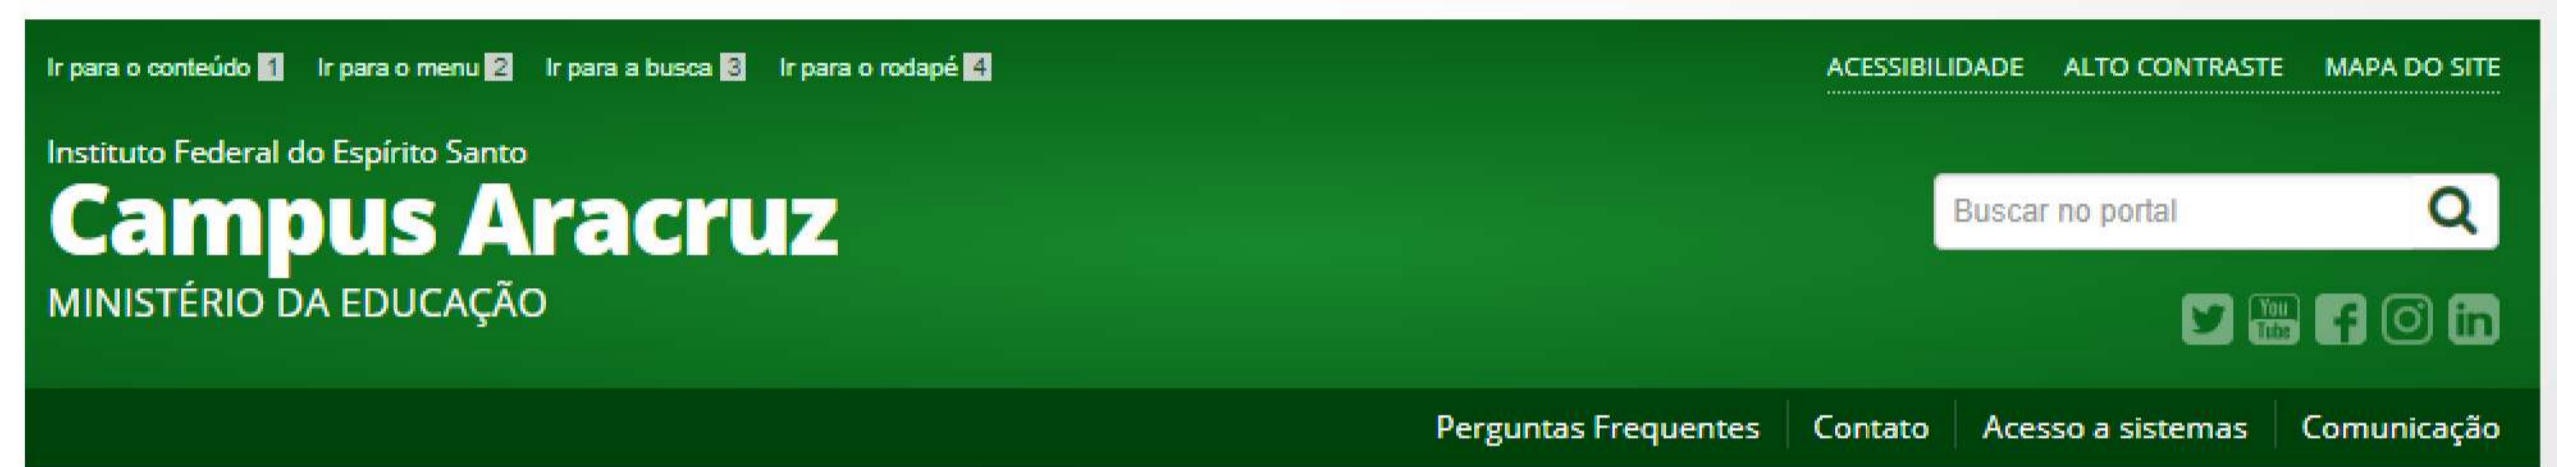 Ir para o conteúdo 1 Ir para o menu 2 Ir para a busca 3 Ir para o rodapé 4
ACESSIBILIDADE ALTO CONTRASTE MAPA DO SITE
Instituto Federal do Espírito Santo
Campus Aracruz
MINISTÉRIO DA EDUCAÇÃO
Buscar no portal
You
Tube
f
in
Perguntas Frequentes Contato Acesso a sistemas Comunicação